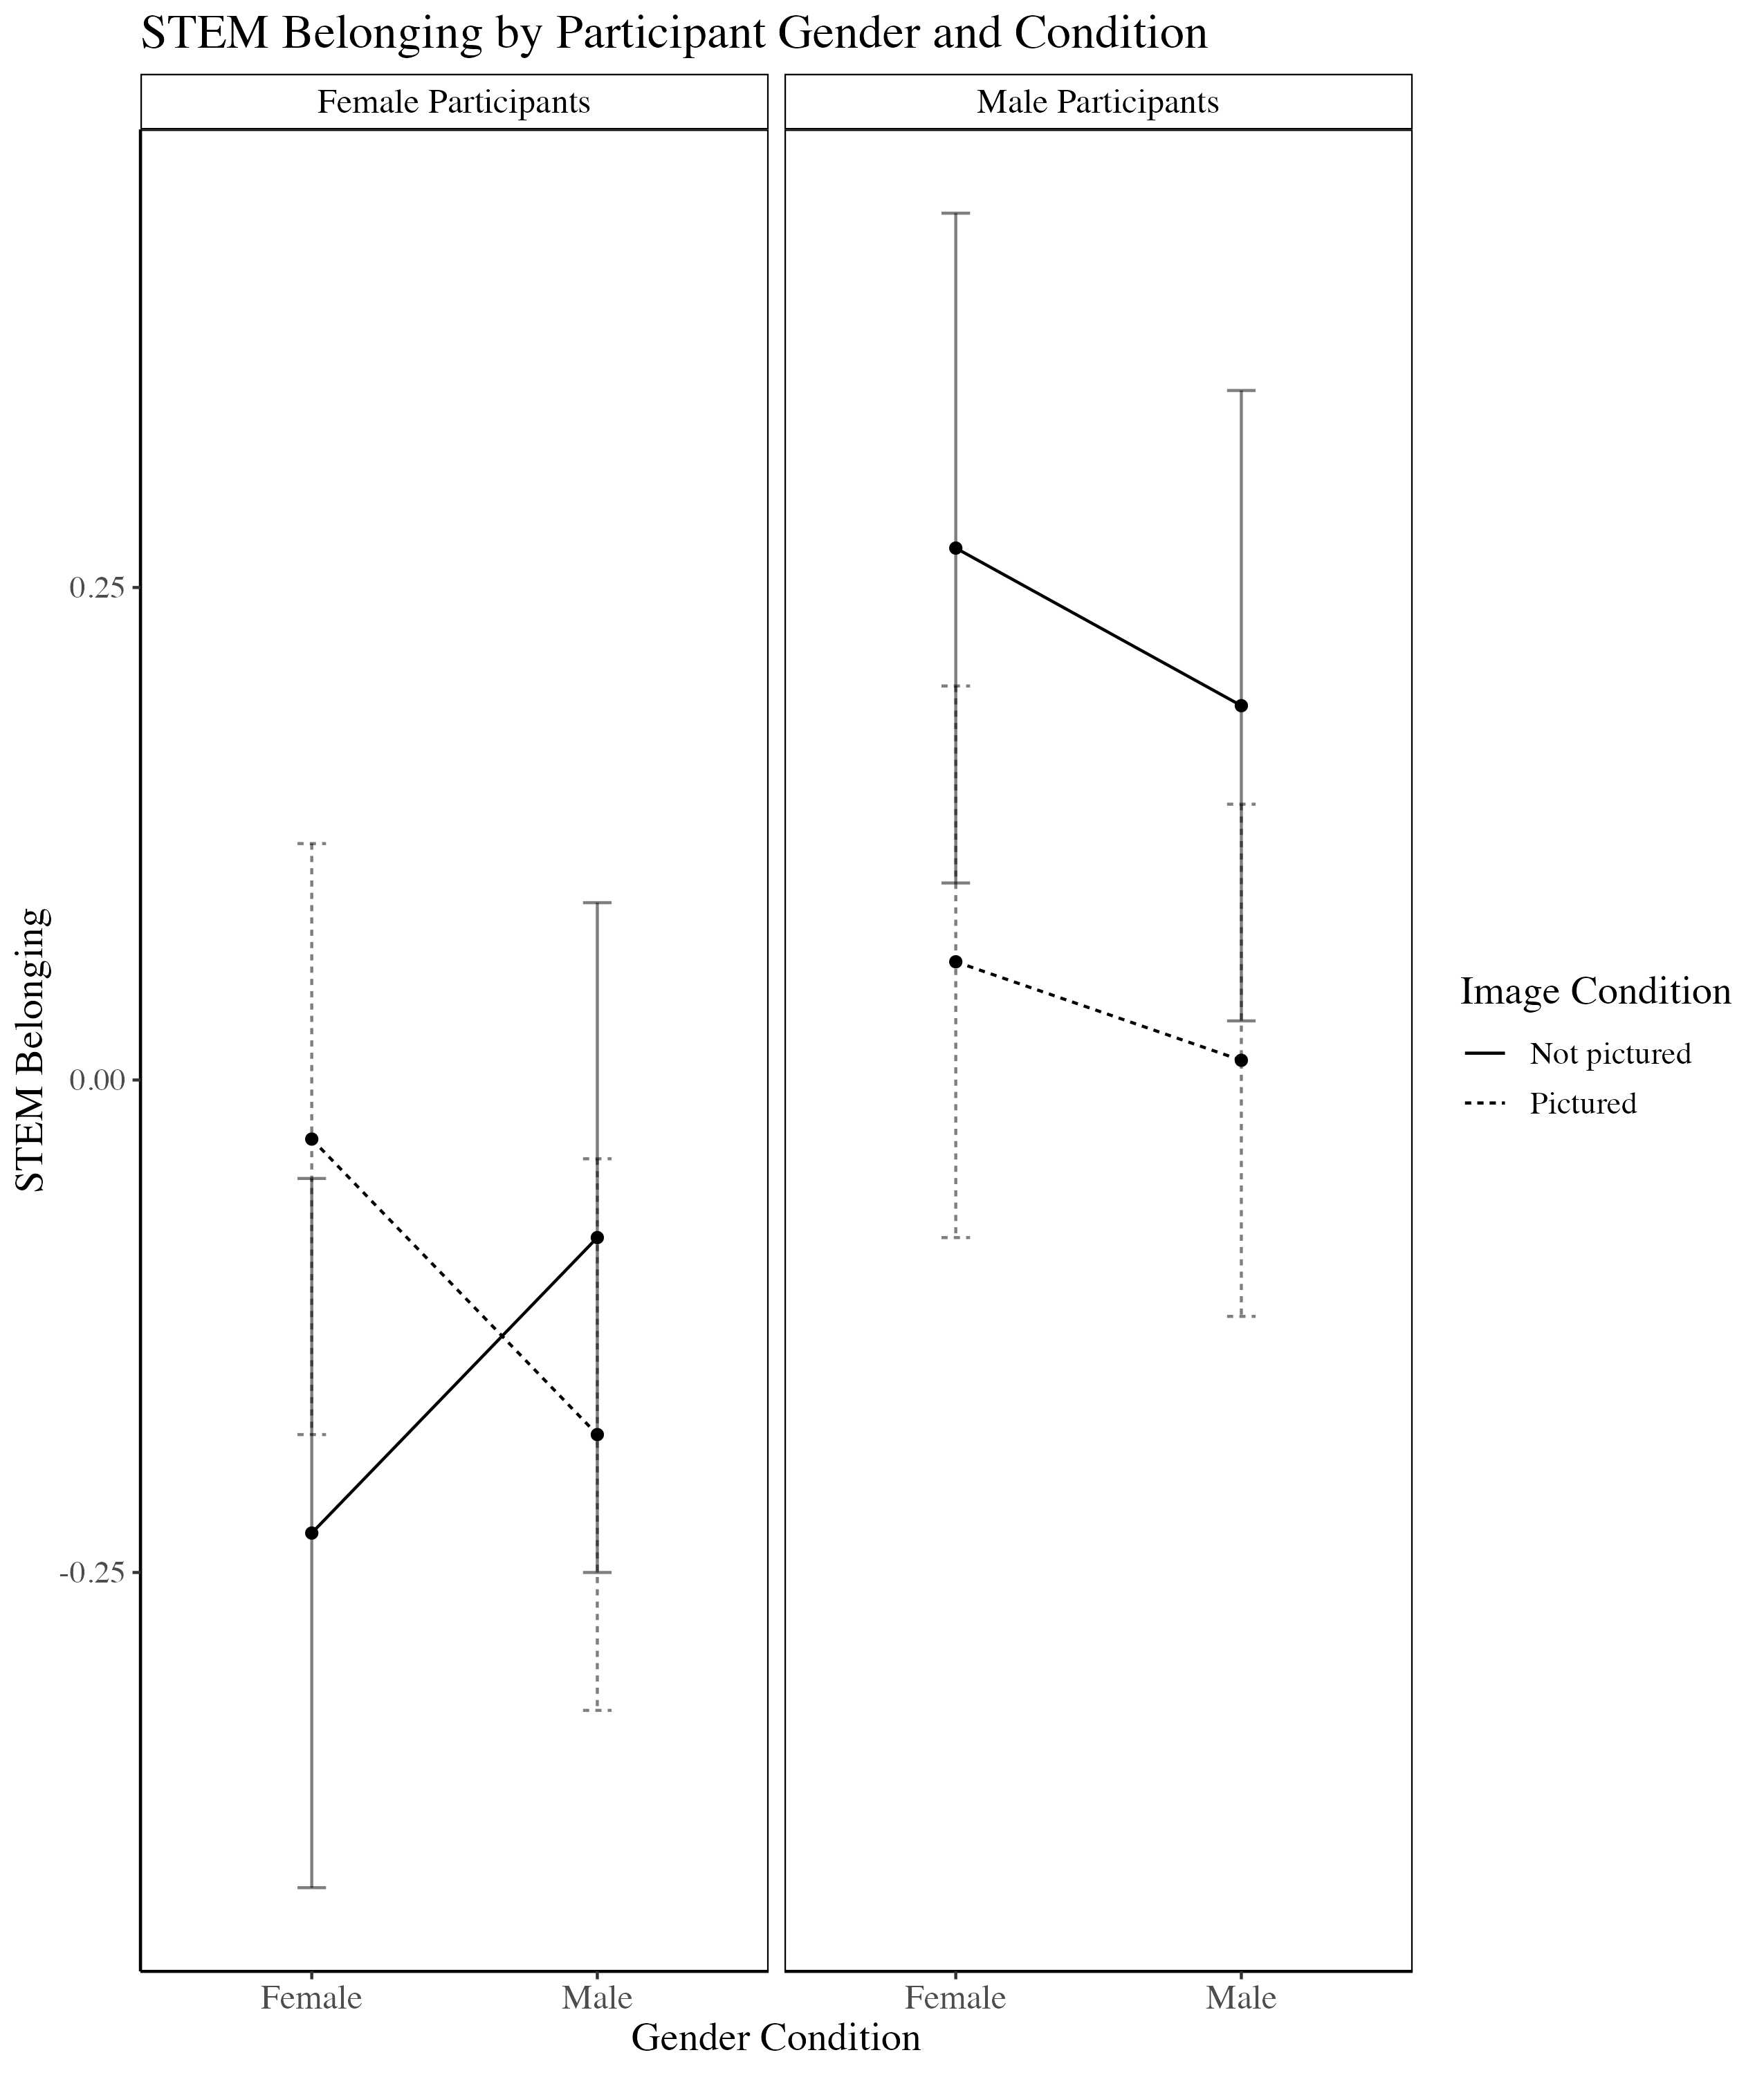 STEM Belonging by Participant Gender and Condition
Female Participants
Male Participants
STEM Belonging
0.25
0.00
-0.25
Female
Male
Female
Male
Gender Condition
Image Condition
Not pictured
Pictured